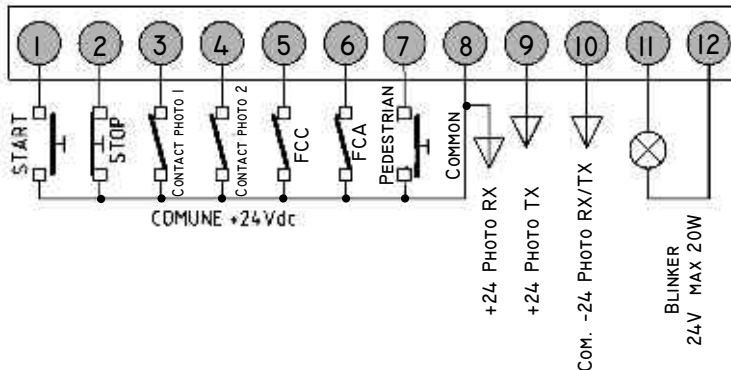 1 2 3 4 5 6 7 8 9 10 11 12
START
STOP
CONTACT PHOTO 1
CONTACT PHOTO 2
FCC
FCA
PEDESTRIAN
COMMON
COMUNE +24Vdc
+24 PHOTO RX
+24 PHOTO TX
COM. -24 PHOTO RX/TX
BLINKER
24V MAX 20W